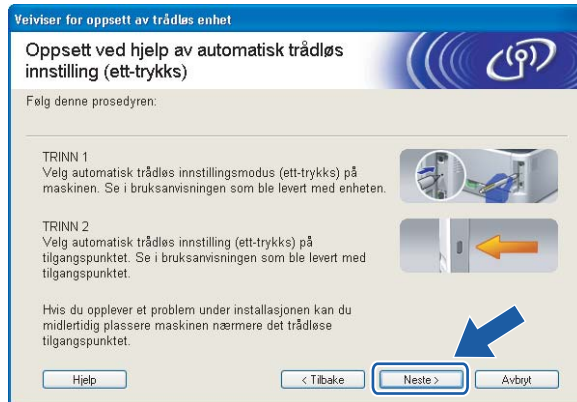 Veiviser for oppsett av trådløs enhet
Oppsett ved hjelp av automatisk trådløs
innstilling (ett-trykks)
Følg denne prosedyren:
TRINN 1
Velg automatisk trådløs innstillingsmodus (ett-trykks) på
maskinen. Se i bruksanvisningen som ble levert med enheten.
TRINN 2
Velg automatisk trådløs innstilling (ett-trykks) på
tilgangspunktet. Se i bruksanvisningen som ble levert med
tilgangspunktet.
Hvis du opplever et problem under installasjonen kan du
midlertidig plassere maskinen nærmere det trådløse
tilgangspunktet.
Hjelp < Tilbake Neste > Avbryt